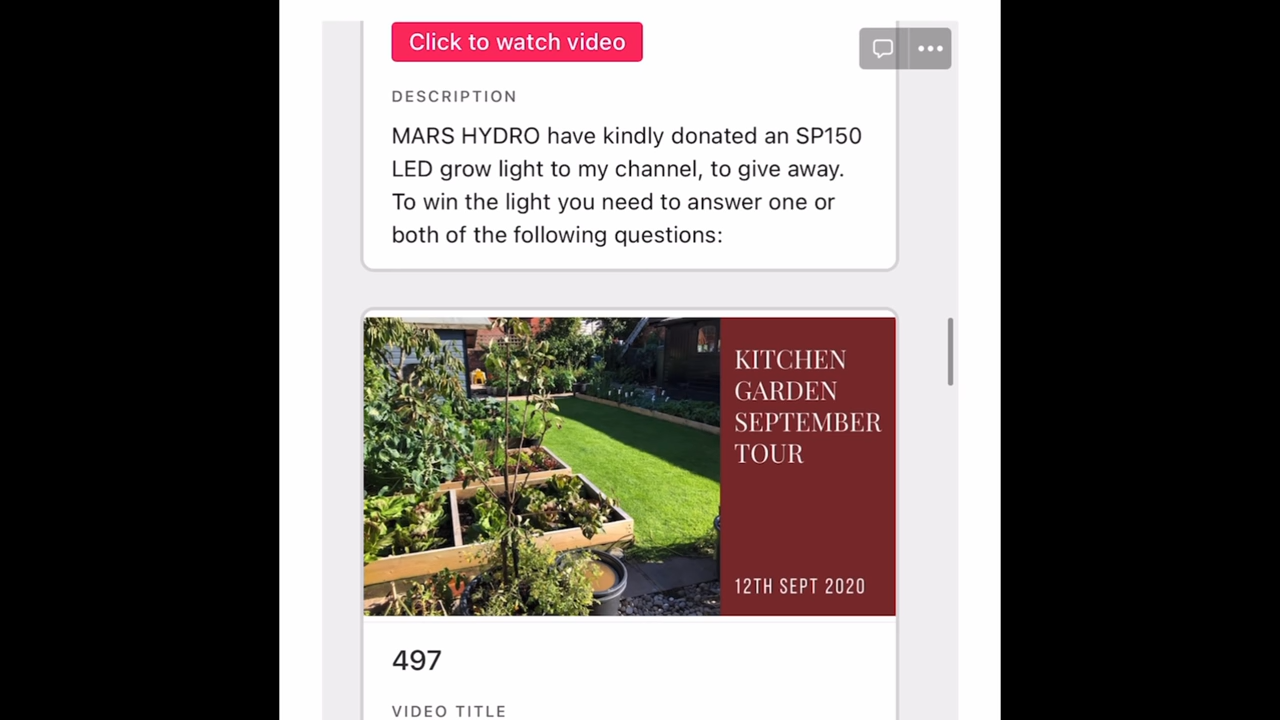 Click to watch video
DESCRIPTION
MARS HYDRO have kindly donated an SP150
LED grow light to my channel, to give away.
To win the light you need to answer one or
both of the following questions:
KITCHEN
GARDEN
SEPTEMBER
TOUR
12TH SEPT 2020
497
VIDEO TITLE